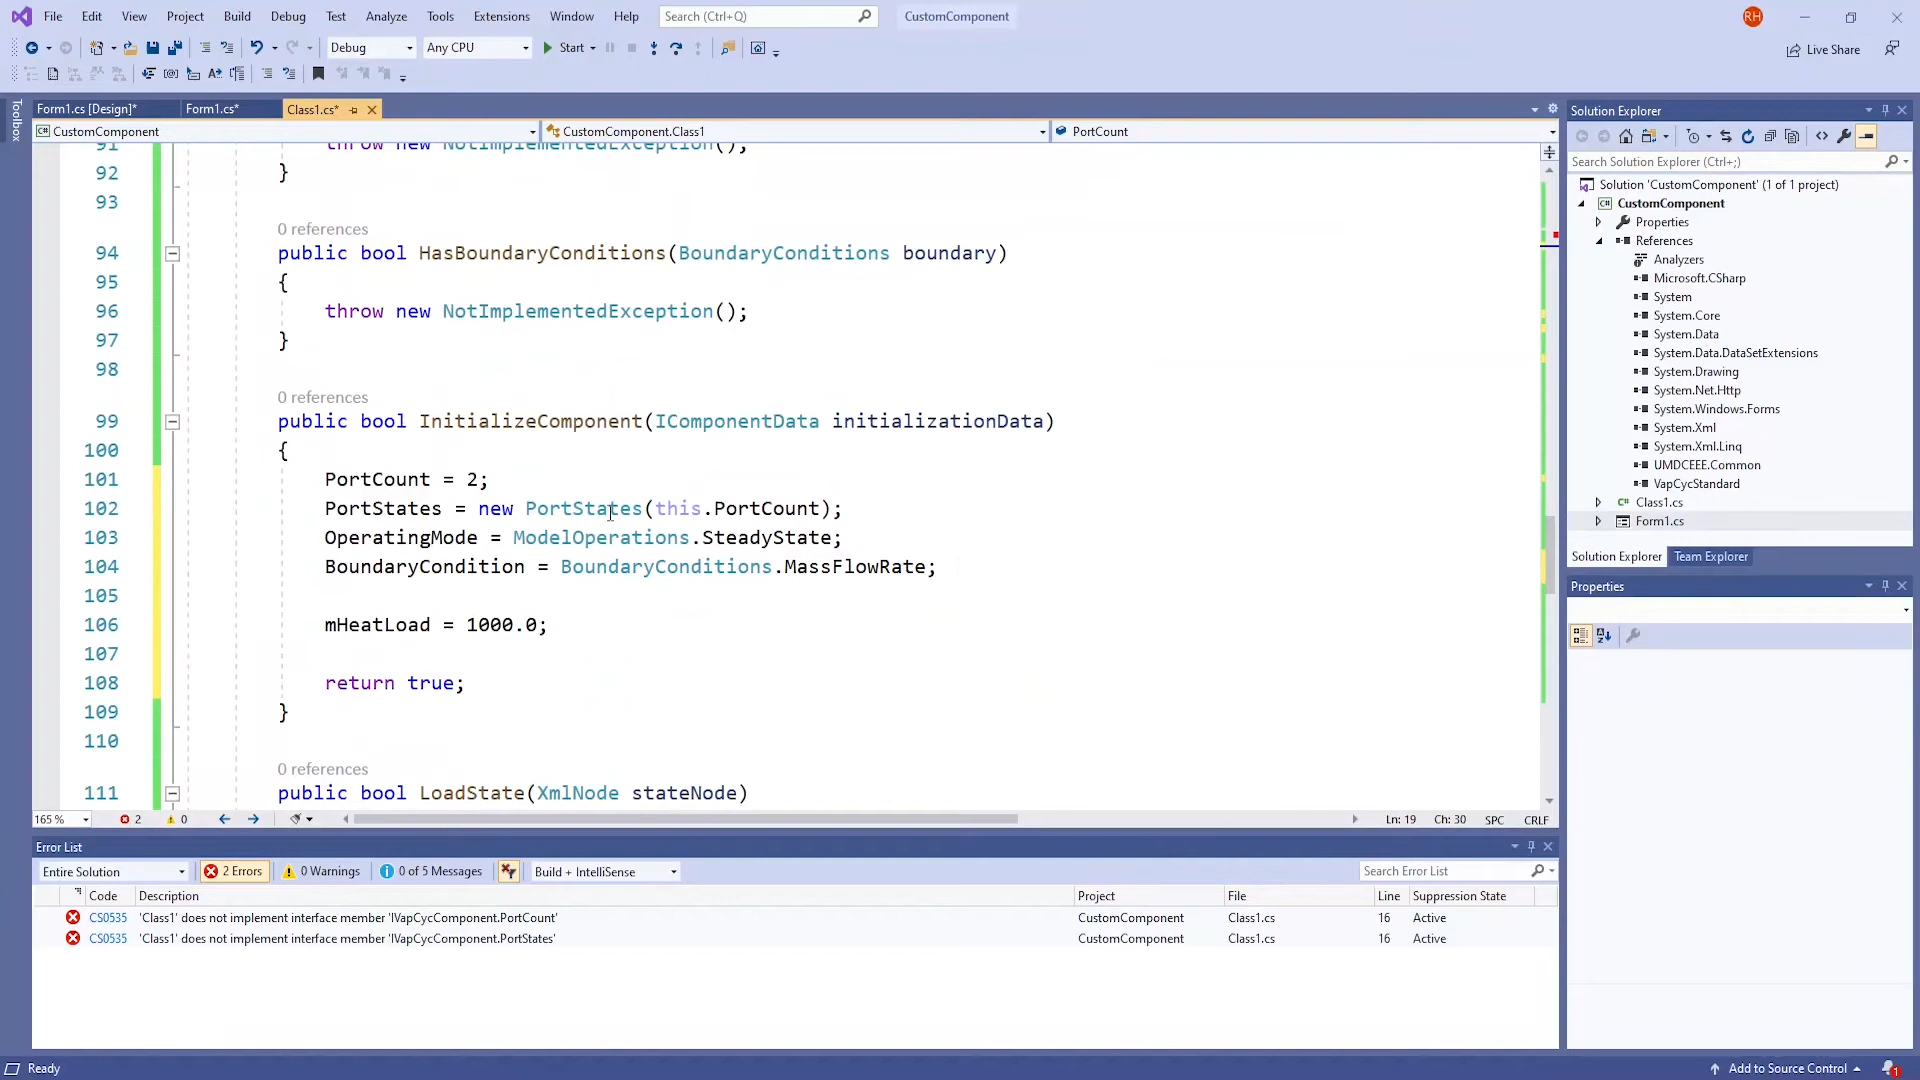 File Edit View Project Build Debug Test Analyze Tools Extensions Window Help Search (Ctrl+Q) CustomComponent RH
Debug Any CPU Start Live Share
Toolbox
Form1.cs [Design]* Form1.cs* Class1.cs*
CustomComponent CustomComponent.Class1 PortCount
91 throw new NotImplementedException();
92 }
93
0 references
94 public bool HasBoundaryConditions(BoundaryConditions boundary)
95 {
96 throw new NotImplementedException();
97 }
98
0 references
99 public bool InitializeComponent(IComponentData initializationData)
100 {
101 PortCount = 2;
102 PortStates = new PortStates(this.PortCount);
103 OperatingMode = ModelOperations.SteadyState;
104 BoundaryCondition = BoundaryConditions.MassFlowRate;
105
106 mHeatLoad = 1000.0;
107
108 return true;
109 }
110
0 references
111 public bool LoadState(XmlNode stateNode)
165 % 2 0 Ln: 19 Ch: 30 SPC CRLF
Error List
Entire Solution 2 Errors 0 Warnings 0 of 5 Messages Build + IntelliSense Search Error List
Code Description Project File Line Suppression State
CS0535 'Class1' does not implement interface member 'IVapCycComponent.PortCount' CustomComponent Class1.cs 16 Active
CS0535 'Class1' does not implement interface member 'IVapCycComponent.PortStates' CustomComponent Class1.cs 16 Active
Solution Explorer
Search Solution Explorer (Ctrl+;)
Solution 'CustomComponent' (1 of 1 project)
CustomComponent
Properties
References
Analyzers
Microsoft.CSharp
System
System.Core
System.Data
System.Data.DataSetExtensions
System.Drawing
System.Net.Http
System.Windows.Forms
System.Xml
System.Xml.Linq
UMDCEEE.Common
VapCycStandard
Class1.cs
Form1.cs
Solution Explorer Team Explorer
Properties
Ready Add to Source Control 1